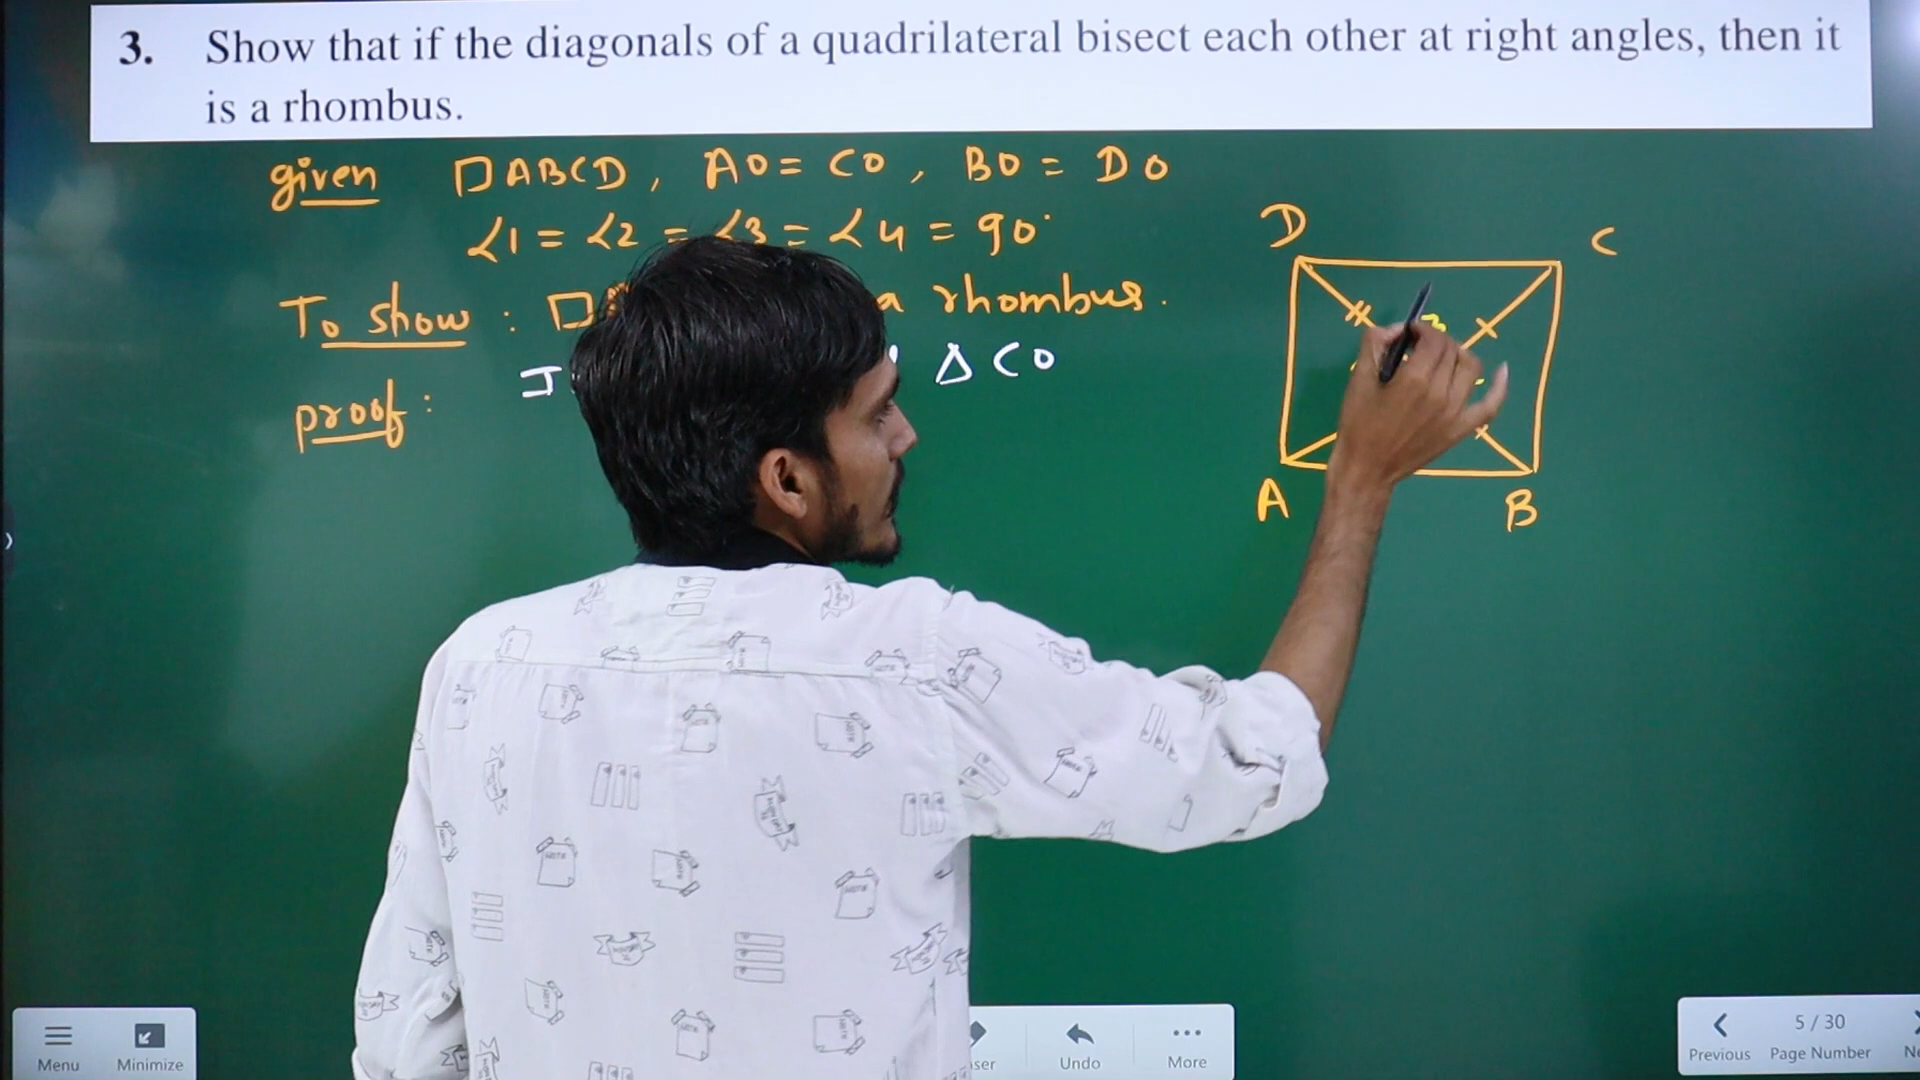 3. Show that if the diagonals of a quadrilateral bisect each other at right angles, then it
is a rhombus.
given □ABCD, AO = CO, BO = DO
∠1 = ∠2 = ∠3 = ∠4 = 90°
To show : □ a rhombus.
proof : Δ CO
D C
3
A B
Undo
More
Menu Minimize
Previous 5 / 30
Page Number